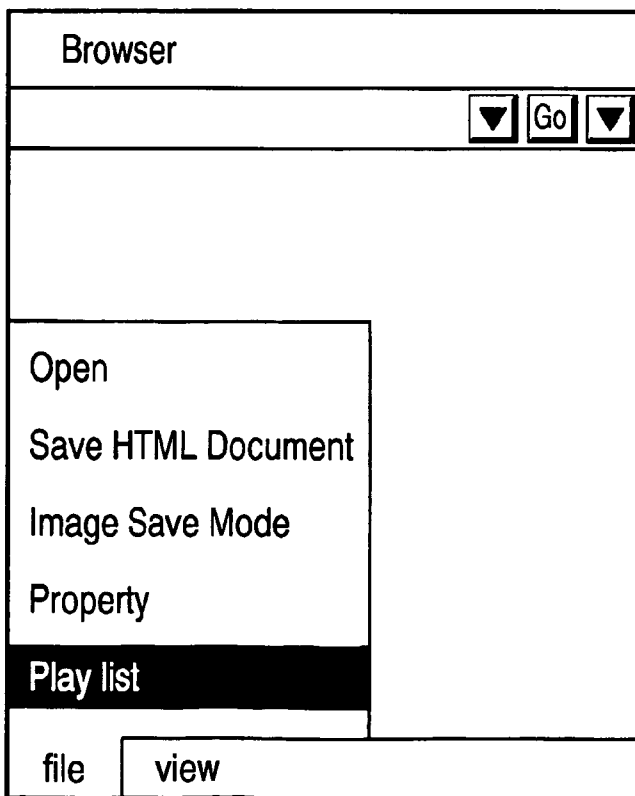 Browser
Go
Open
Save HTML Document
Image Save Mode
Property
Play list
file view